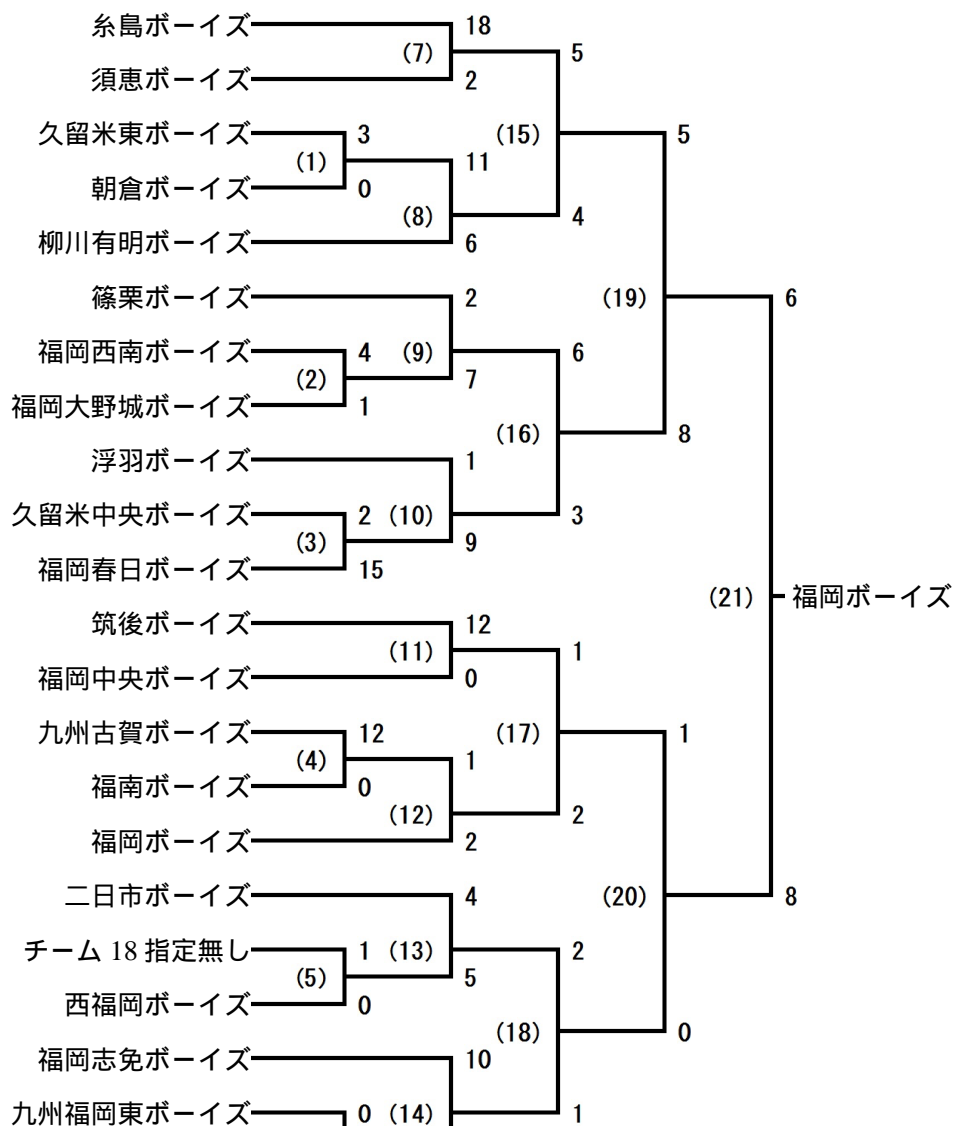 糸島ボーイズ 18
(7) 5
須恵ボーイズ 2
久留米東ボーイズ 3 (15) 5
(1) 11
朝倉ボーイズ 0
(8) 4
柳川有明ボーイズ 6
篠栗ボーイズ 2 (19) 6
福岡西南ボーイズ 4 (9) 6
(2) 7
福岡大野城ボーイズ 1
(16) 8
浮羽ボーイズ 1
久留米中央ボーイズ 2 (10) 3
(3) 9
福岡春日ボーイズ 15
(21) 福岡ボーイズ
筑後ボーイズ 12
(11) 1
福岡中央ボーイズ 0
九州古賀ボーイズ 12 (17) 1
(4) 1
福南ボーイズ 0
(12) 2
福岡ボーイズ 2
二日市ボーイズ 4 (20) 8
チーム 18 指定無し 1 (13) 2
(5) 5
西福岡ボーイズ 0
(18) 0
福岡志免ボーイズ 10
九州福岡東ボーイズ 0 (14) 1